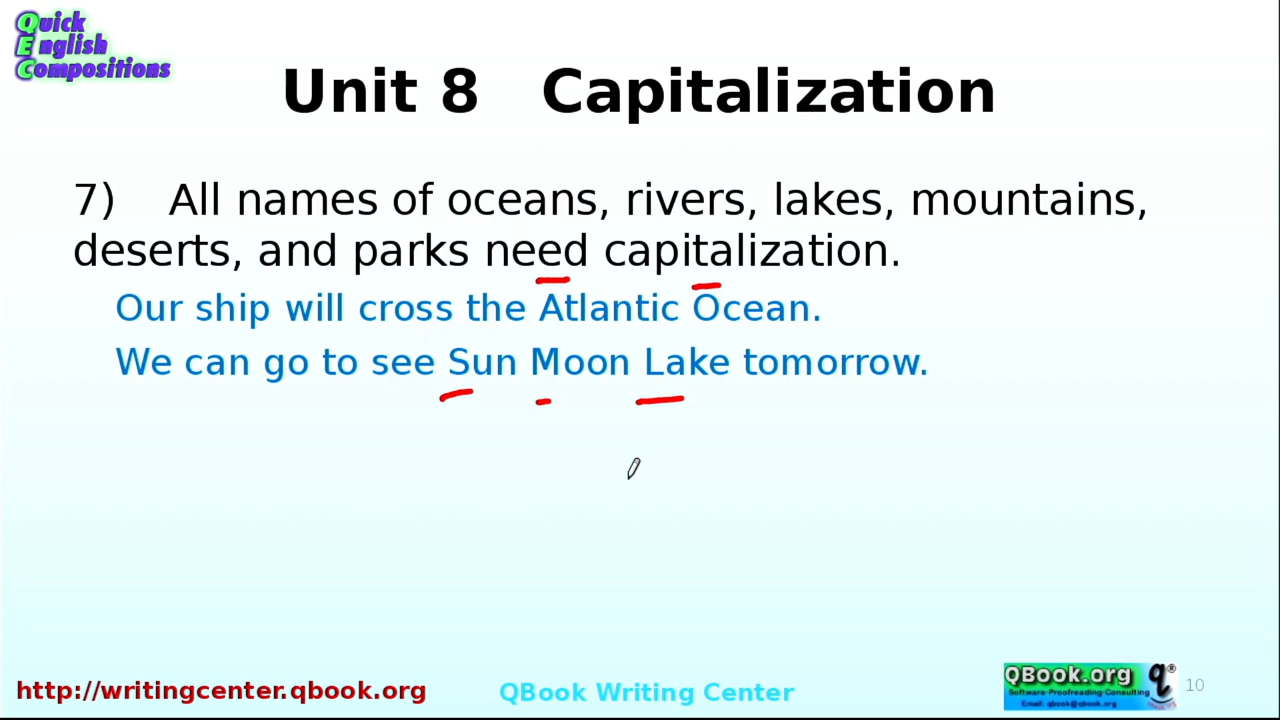 Quick
English
Compositions
Unit 8 Capitalization
7) All names of oceans, rivers, lakes, mountains,
deserts, and parks need capitalization.
Our ship will cross the Atlantic Ocean.
We can go to see Sun Moon Lake tomorrow.
http://writingcenter.qbook.org
QBook Writing Center
QBook.org
Software-Proofreading-Consulting
Email: qbook@qbook.org
q®
10